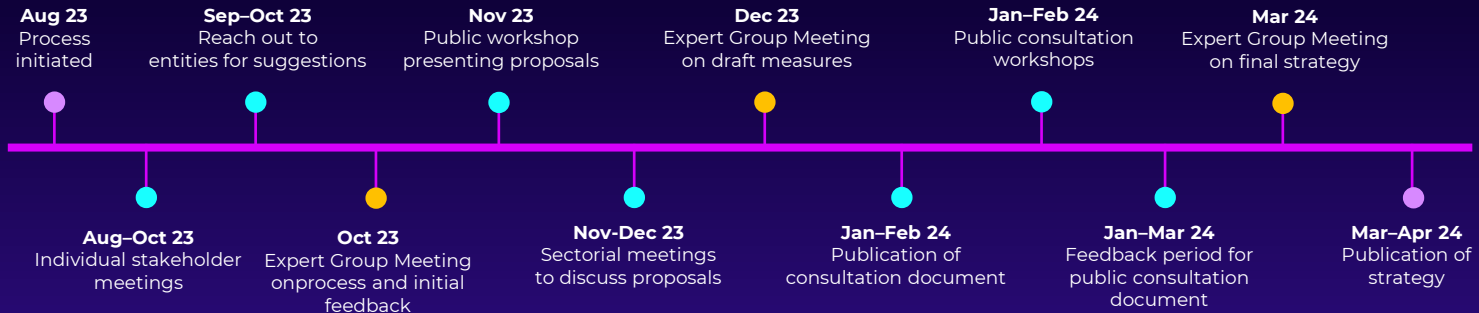 Aug 23
Process
initiated
Sep–Oct 23
Reach out to
entities for suggestions
Nov 23
Public workshop
presenting proposals
Dec 23
Expert Group Meeting
on draft measures
Jan–Feb 24
Public consultation
workshops
Mar 24
Expert Group Meeting
on final strategy
Aug–Oct 23
Individual stakeholder
meetings
Oct 23
Expert Group Meeting
onprocess and initial
feedback
Nov-Dec 23
Sectorial meetings
to discuss proposals
Jan–Feb 24
Publication of
consultation document
Jan–Mar 24
Feedback period for
public consultation
document
Mar–Apr 24
Publication of
strategy